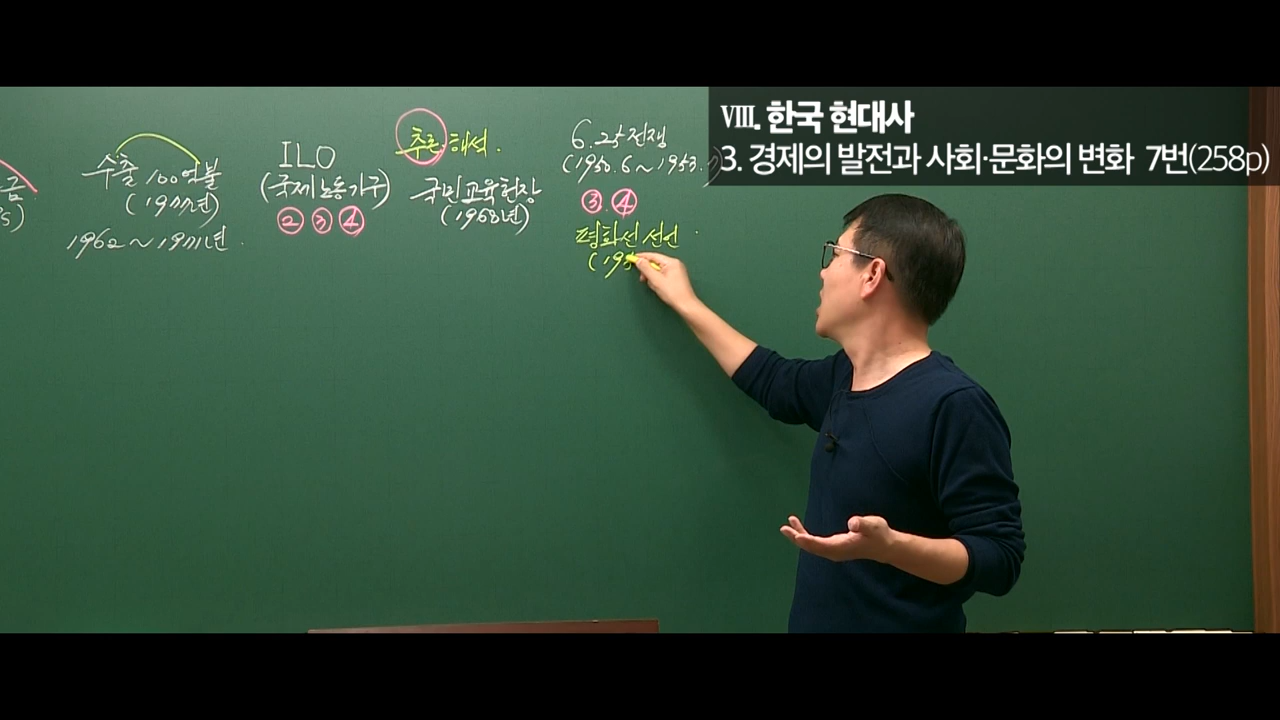 Ⅷ. 한국 현대사
3. 경제의 발전과 사회·문화의 변화 7번(258p)
수출 100억불
(1977년)
1962 ~ 1971년.
ILO
(국제노동기구)
② ③ ④
추론·해석.
국민교육헌장
(1968년)
6.25 전쟁
(1950.6 ~ 1953.
③ ④
평화선 선언
(195